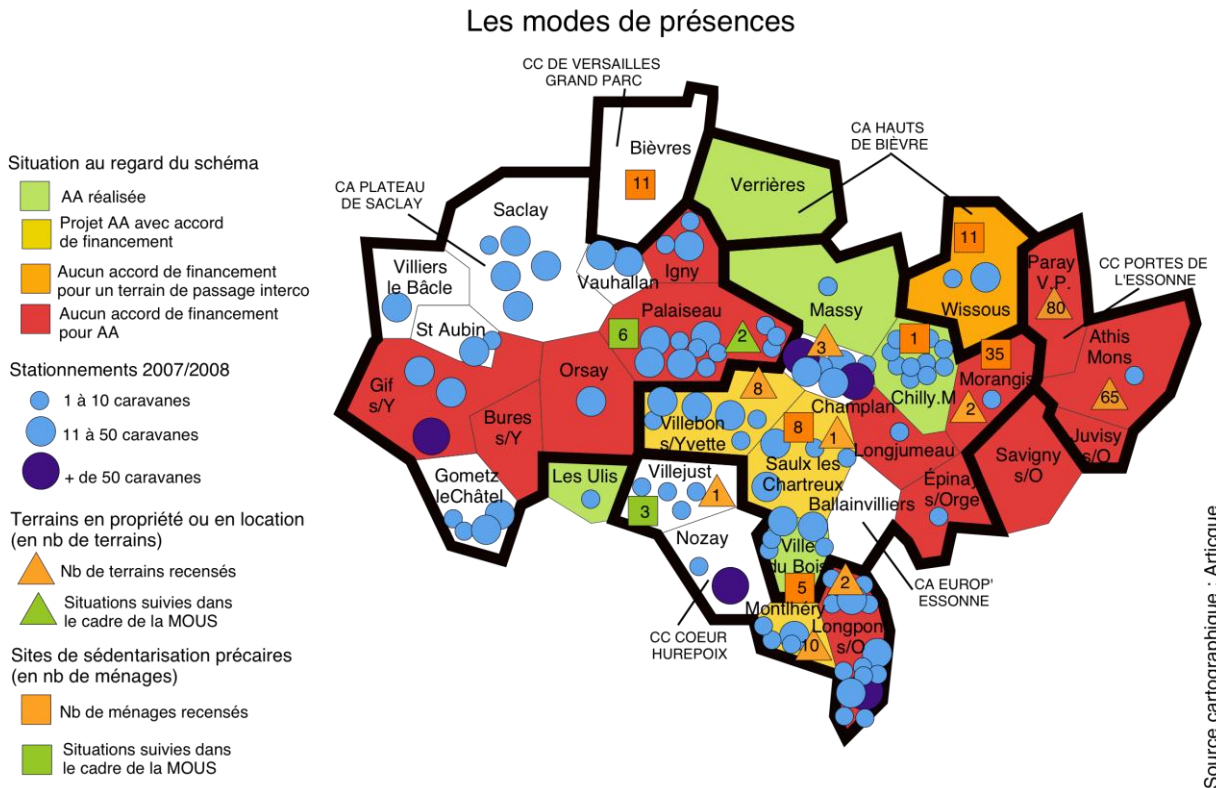 Les modes de présences
Situation au regard du schéma
AA réalisée
Projet AA avec accord
de financement
Aucun accord de financement
pour un terrain de passage interco
Aucun accord de financement
pour AA
Stationnements 2007/2008
1 à 10 caravanes
11 à 50 caravanes
+ de 50 caravanes
Terrains en propriété ou en location
(en nb de terrains)
Nb de terrains recensés
Situations suivies dans
le cadre de la MOUS
Sites de sédentarisation précaires
(en nb de ménages)
Nb de ménages recensés
Situations suivies dans
le cadre de la MOUS
CC DE VERSAILLES
GRAND PARC
CA HAUTS
DE BIÈVRE
CA PLATEAU
DE SACLAY
CC PORTES DE
L'ESSONNE
CA EUROP'
ESSONNE
CC COEUR
HUREPOIX
Bièvres
11
Verrières
Saclay
Villiers
le Bâcle
St Aubin
Vauhallan
Igny
Palaiseau
6
2
Massy
3
11
Wissous
Paray
V.P.
80
Athis
Mons
65
Juvisy
s/O
Savigny
s/O
35
Morangis
2
1
Chilly.M
Champlan
Longjumeau
Épinay
s/Orge
Ballainvilliers
Gif
s/Y
Bures
s/Y
Orsay
Gometz
leChâtel
Les Ulis
8
Villebon
s/Yvette
8
1
Saulx les
Chartreux
Villejust
1
3
Nozay
Ville
du Bois
5
Montlhéry
10
2
Longpont
s/O
Source cartographique : Articque